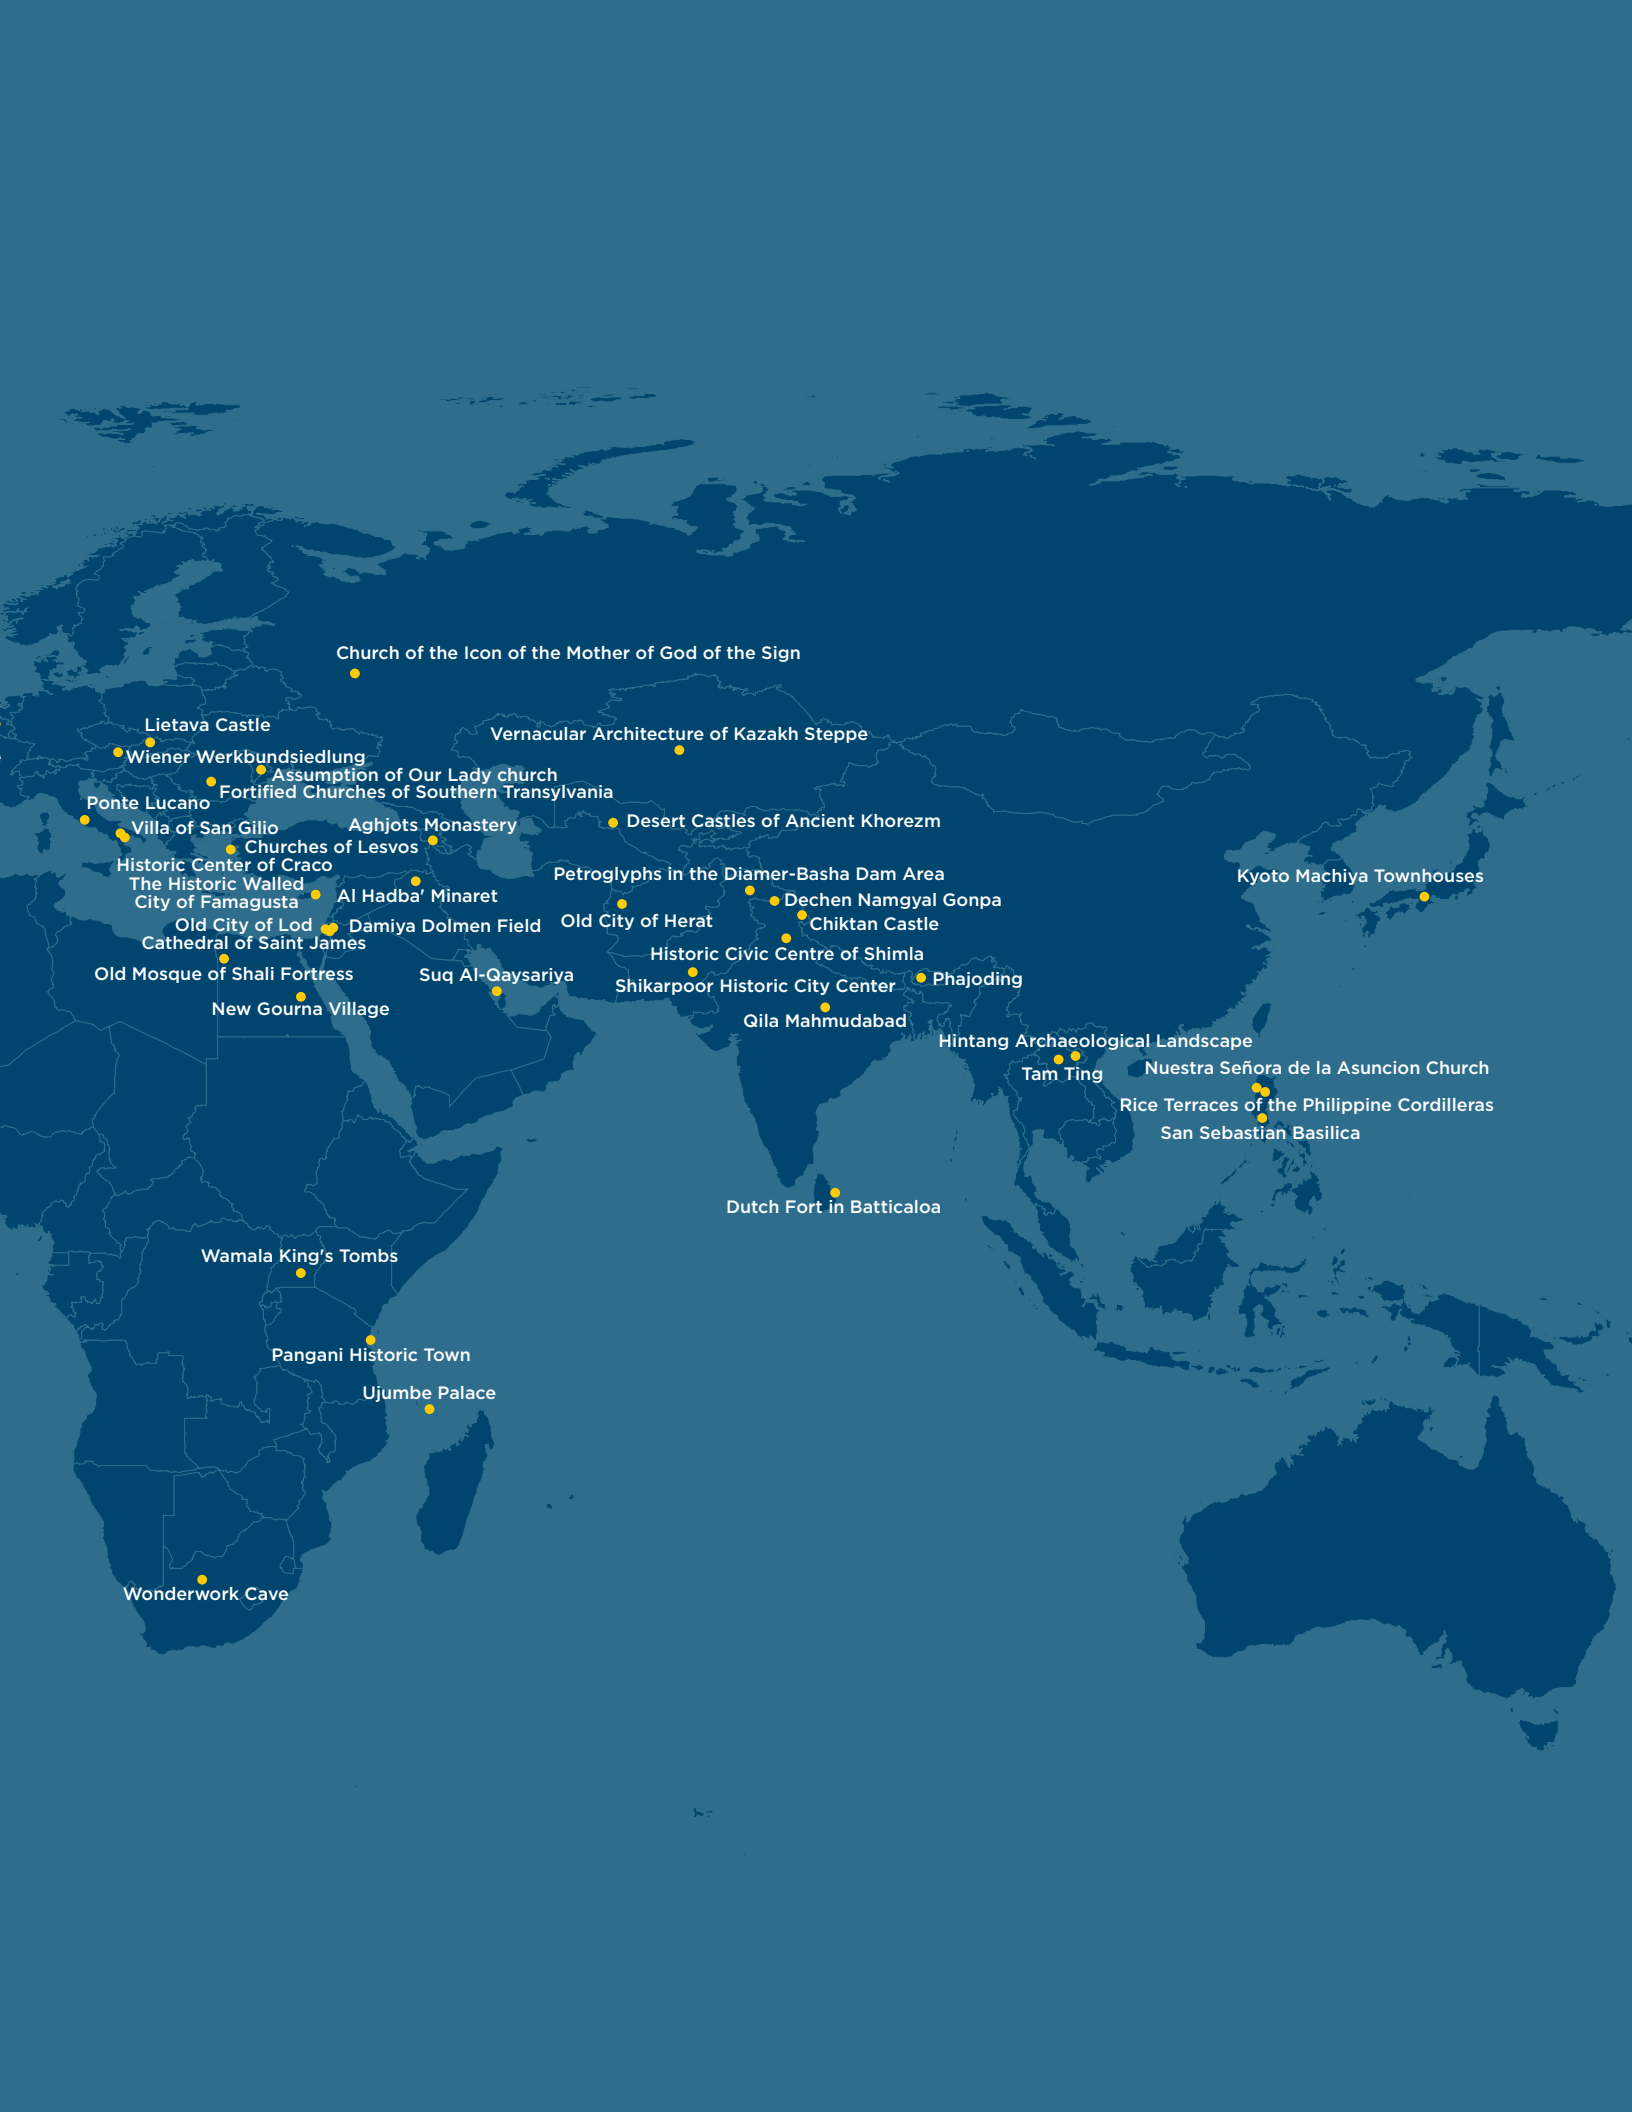 Church of the Icon of the Mother of God of the Sign
Lietava Castle
Vernacular Architecture of Kazakh Steppe
Wiener Werkbundsiedlung
Assumption of Our Lady church
Fortified Churches of Southern Transylvania
Ponte Lucano
Villa of San Gilio
Aghjots Monastery
Desert Castles of Ancient Khorezm
Churches of Lesvos
Historic Center of Craco
Petroglyphs in the Diamer-Basha Dam Area
Kyoto Machiya Townhouses
The Historic Walled
City of Famagusta
Al Hadba' Minaret
Dechen Namgyal Gonpa
Old City of Herat
Chiktan Castle
Old City of Lod
Damiya Dolmen Field
Cathedral of Saint James
Historic Civic Centre of Shimla
Old Mosque of Shali Fortress
Suq Al-Qaysariya
Phajoding
Shikarpoor Historic City Center
New Gourna Village
Qila Mahmudabad
Hintang Archaeological Landscape
Tam Ting
Nuestra Señora de la Asuncion Church
Rice Terraces of the Philippine Cordilleras
San Sebastian Basilica
Dutch Fort in Batticaloa
Wamala King's Tombs
Pangani Historic Town
Ujumbe Palace
Wonderwork Cave